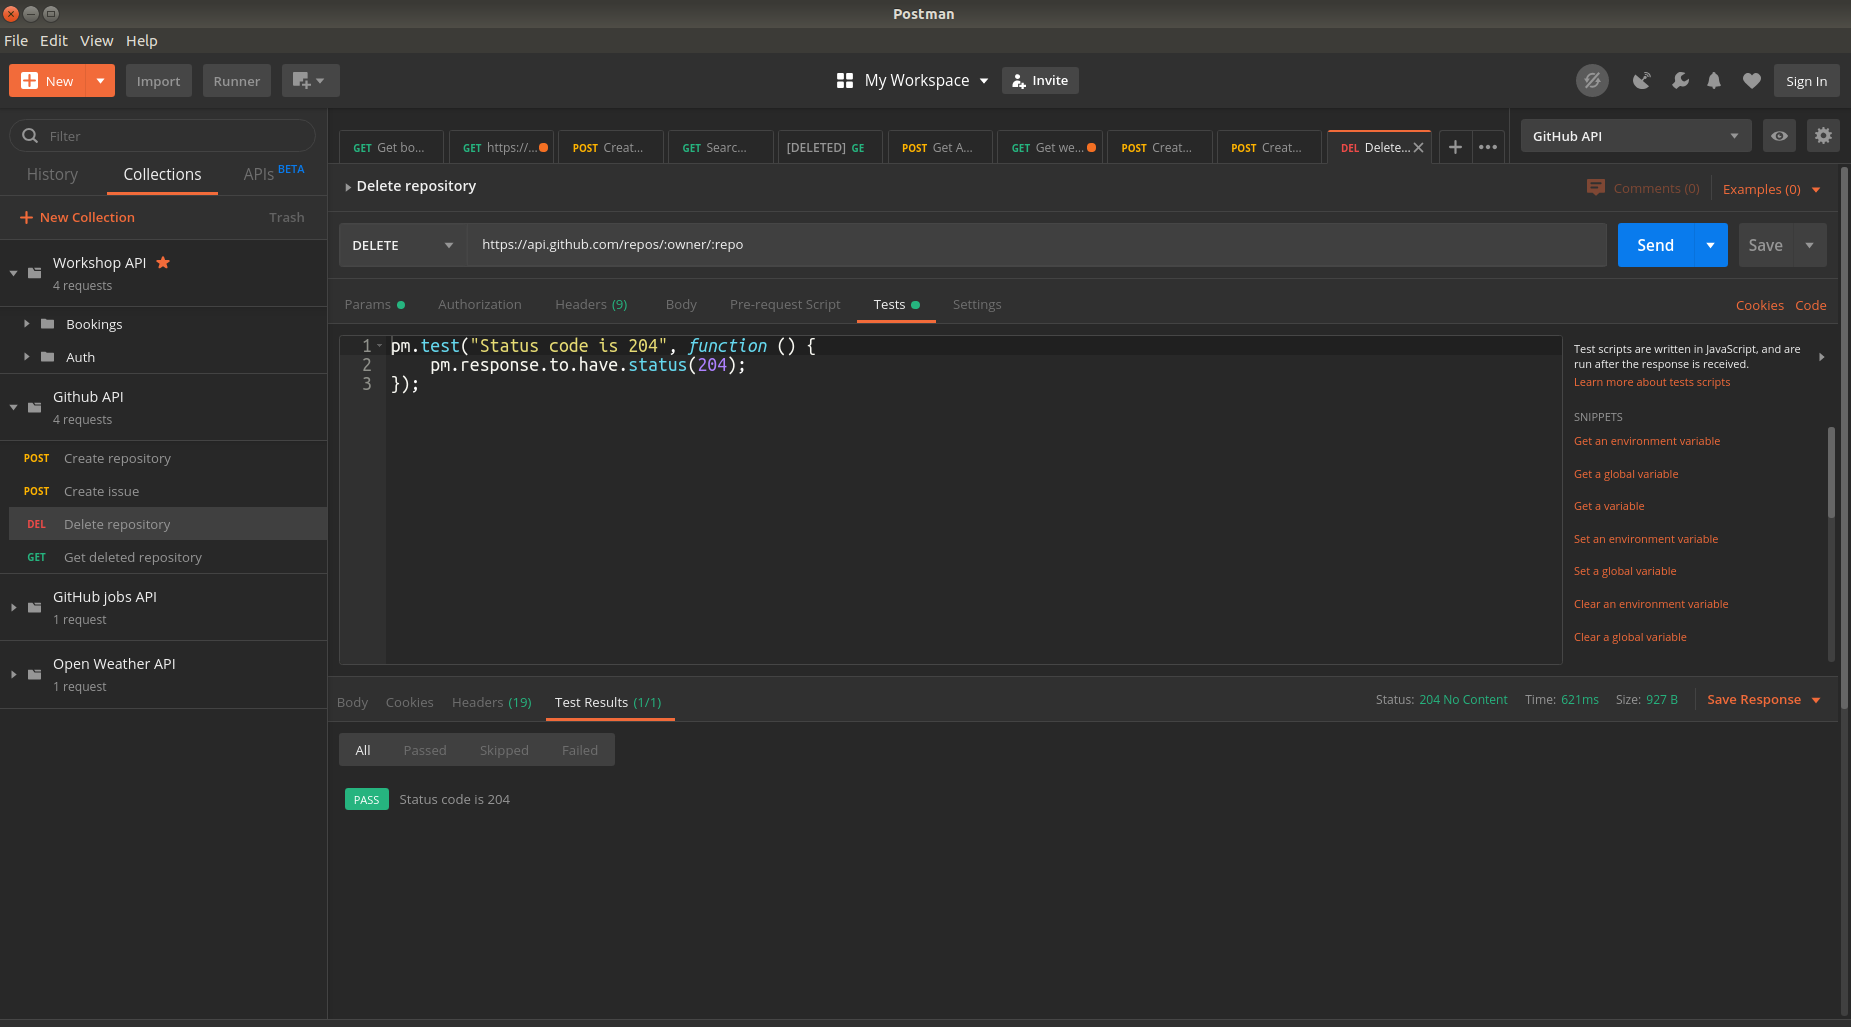 Postman
File Edit View Help
New Import Runner My Workspace Invite Sign In
Filter
History Collections APIs BETA
New Collection Trash
Workshop API
4 requests
Bookings
Auth
Github API
4 requests
POST Create repository
POST Create issue
DEL Delete repository
GET Get deleted repository
GitHub jobs API
1 request
Open Weather API
1 request
GET Get bo... GET https://... POST Creat... GET Searc... [DELETED] GE POST Get A... GET Get we... POST Creat... POST Creat... DEL Delete...
GitHub API
Delete repository Comments (0) Examples (0)
DELETE https://api.github.com/repos/:owner/:repo Send Save
Params Authorization Headers (9) Body Pre-request Script Tests Settings Cookies Code
1 pm.test("Status code is 204", function () {
2 pm.response.to.have.status(204);
3 });
Test scripts are written in JavaScript, and are
run after the response is received.
Learn more about tests scripts
SNIPPETS
Get an environment variable
Get a global variable
Get a variable
Set an environment variable
Set a global variable
Clear an environment variable
Clear a global variable
Body Cookies Headers (19) Test Results (1/1) Status: 204 No Content Time: 621ms Size: 927 B Save Response
All Passed Skipped Failed
PASS Status code is 204